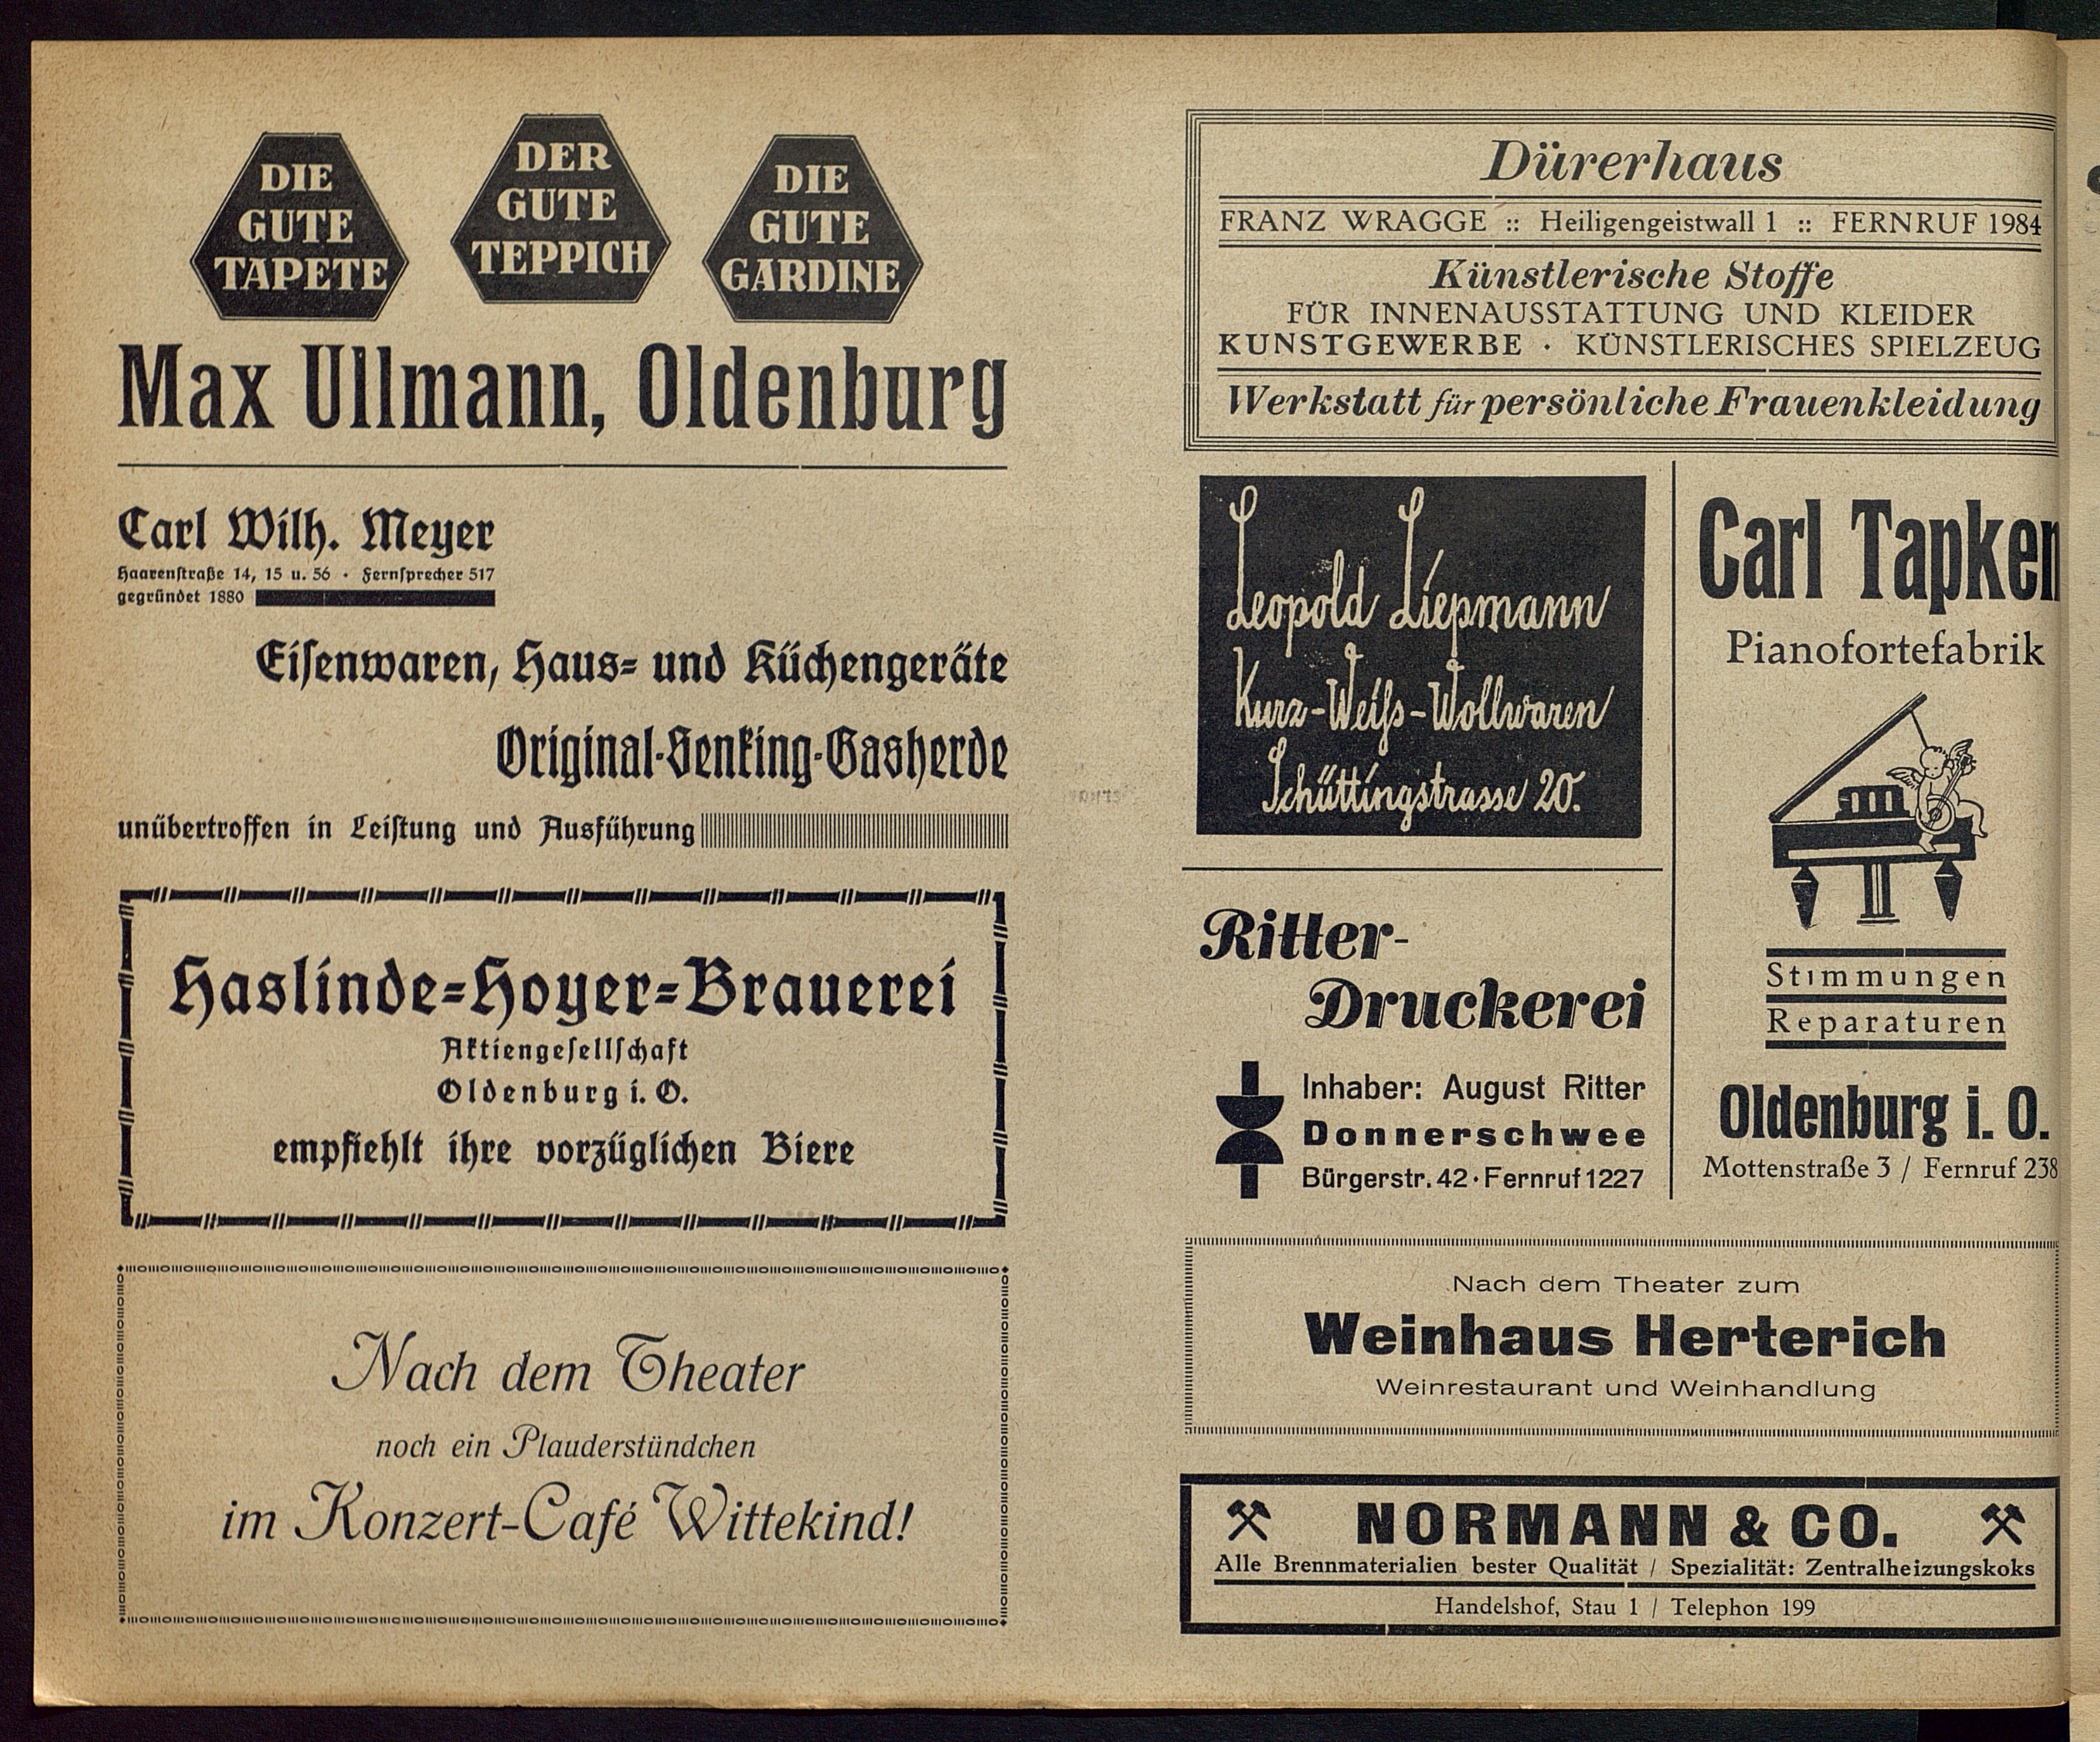 DIE
GUTE
TAPETE
DER
GUTE
TEPPICH
DIE
GUTE
GARDINE
Max Ullmann, Oldenburg
Carl Wilh. Meyer
Haarenſtraße 14, 15 u. 56 · Fernſprecher 517
gegründet 1880
Eiſenwaren, Haus- und Küchengeräte
Original-Senking-Gasherde
unübertroffen in Leiſtung und Ausführung
Haslinde-Hoyer-Brauerei
Aktiengeſellſchaft
Oldenburg i. O.
empfiehlt ihre vorzüglichen Biere
Nach dem Theater
noch ein Plauderstündchen
im Konzert-Café Wittekind!
Dürerhaus
FRANZ WRAGGE :: Heiligengeistwall 1 :: FERNRUF 1984
Künstlerische Stoffe
FÜR INNENAUSSTATTUNG UND KLEIDER
KUNSTGEWERBE · KÜNSTLERISCHES SPIELZEUG
Werkstatt für persönliche Frauenkleidung
Leopold Liepmann
Kurz-Weiſs-Wollwaren
Schüttingstrasse 20.
Ritter-
Druckerei
Inhaber: August Ritter
Donnerschwee
Bürgerstr. 42 · Fernruf 1227
Carl Tapken
Pianofortefabrik
Stimmungen
Reparaturen
Oldenburg i. O.
Mottenstraße 3 / Fernruf 238
Nach dem Theater zum
Weinhaus Herterich
Weinrestaurant und Weinhandlung
NORMANN & CO.
Alle Brennmaterialien bester Qualität / Spezialität: Zentralheizungskoks
Handelshof, Stau 1 / Telephon 199